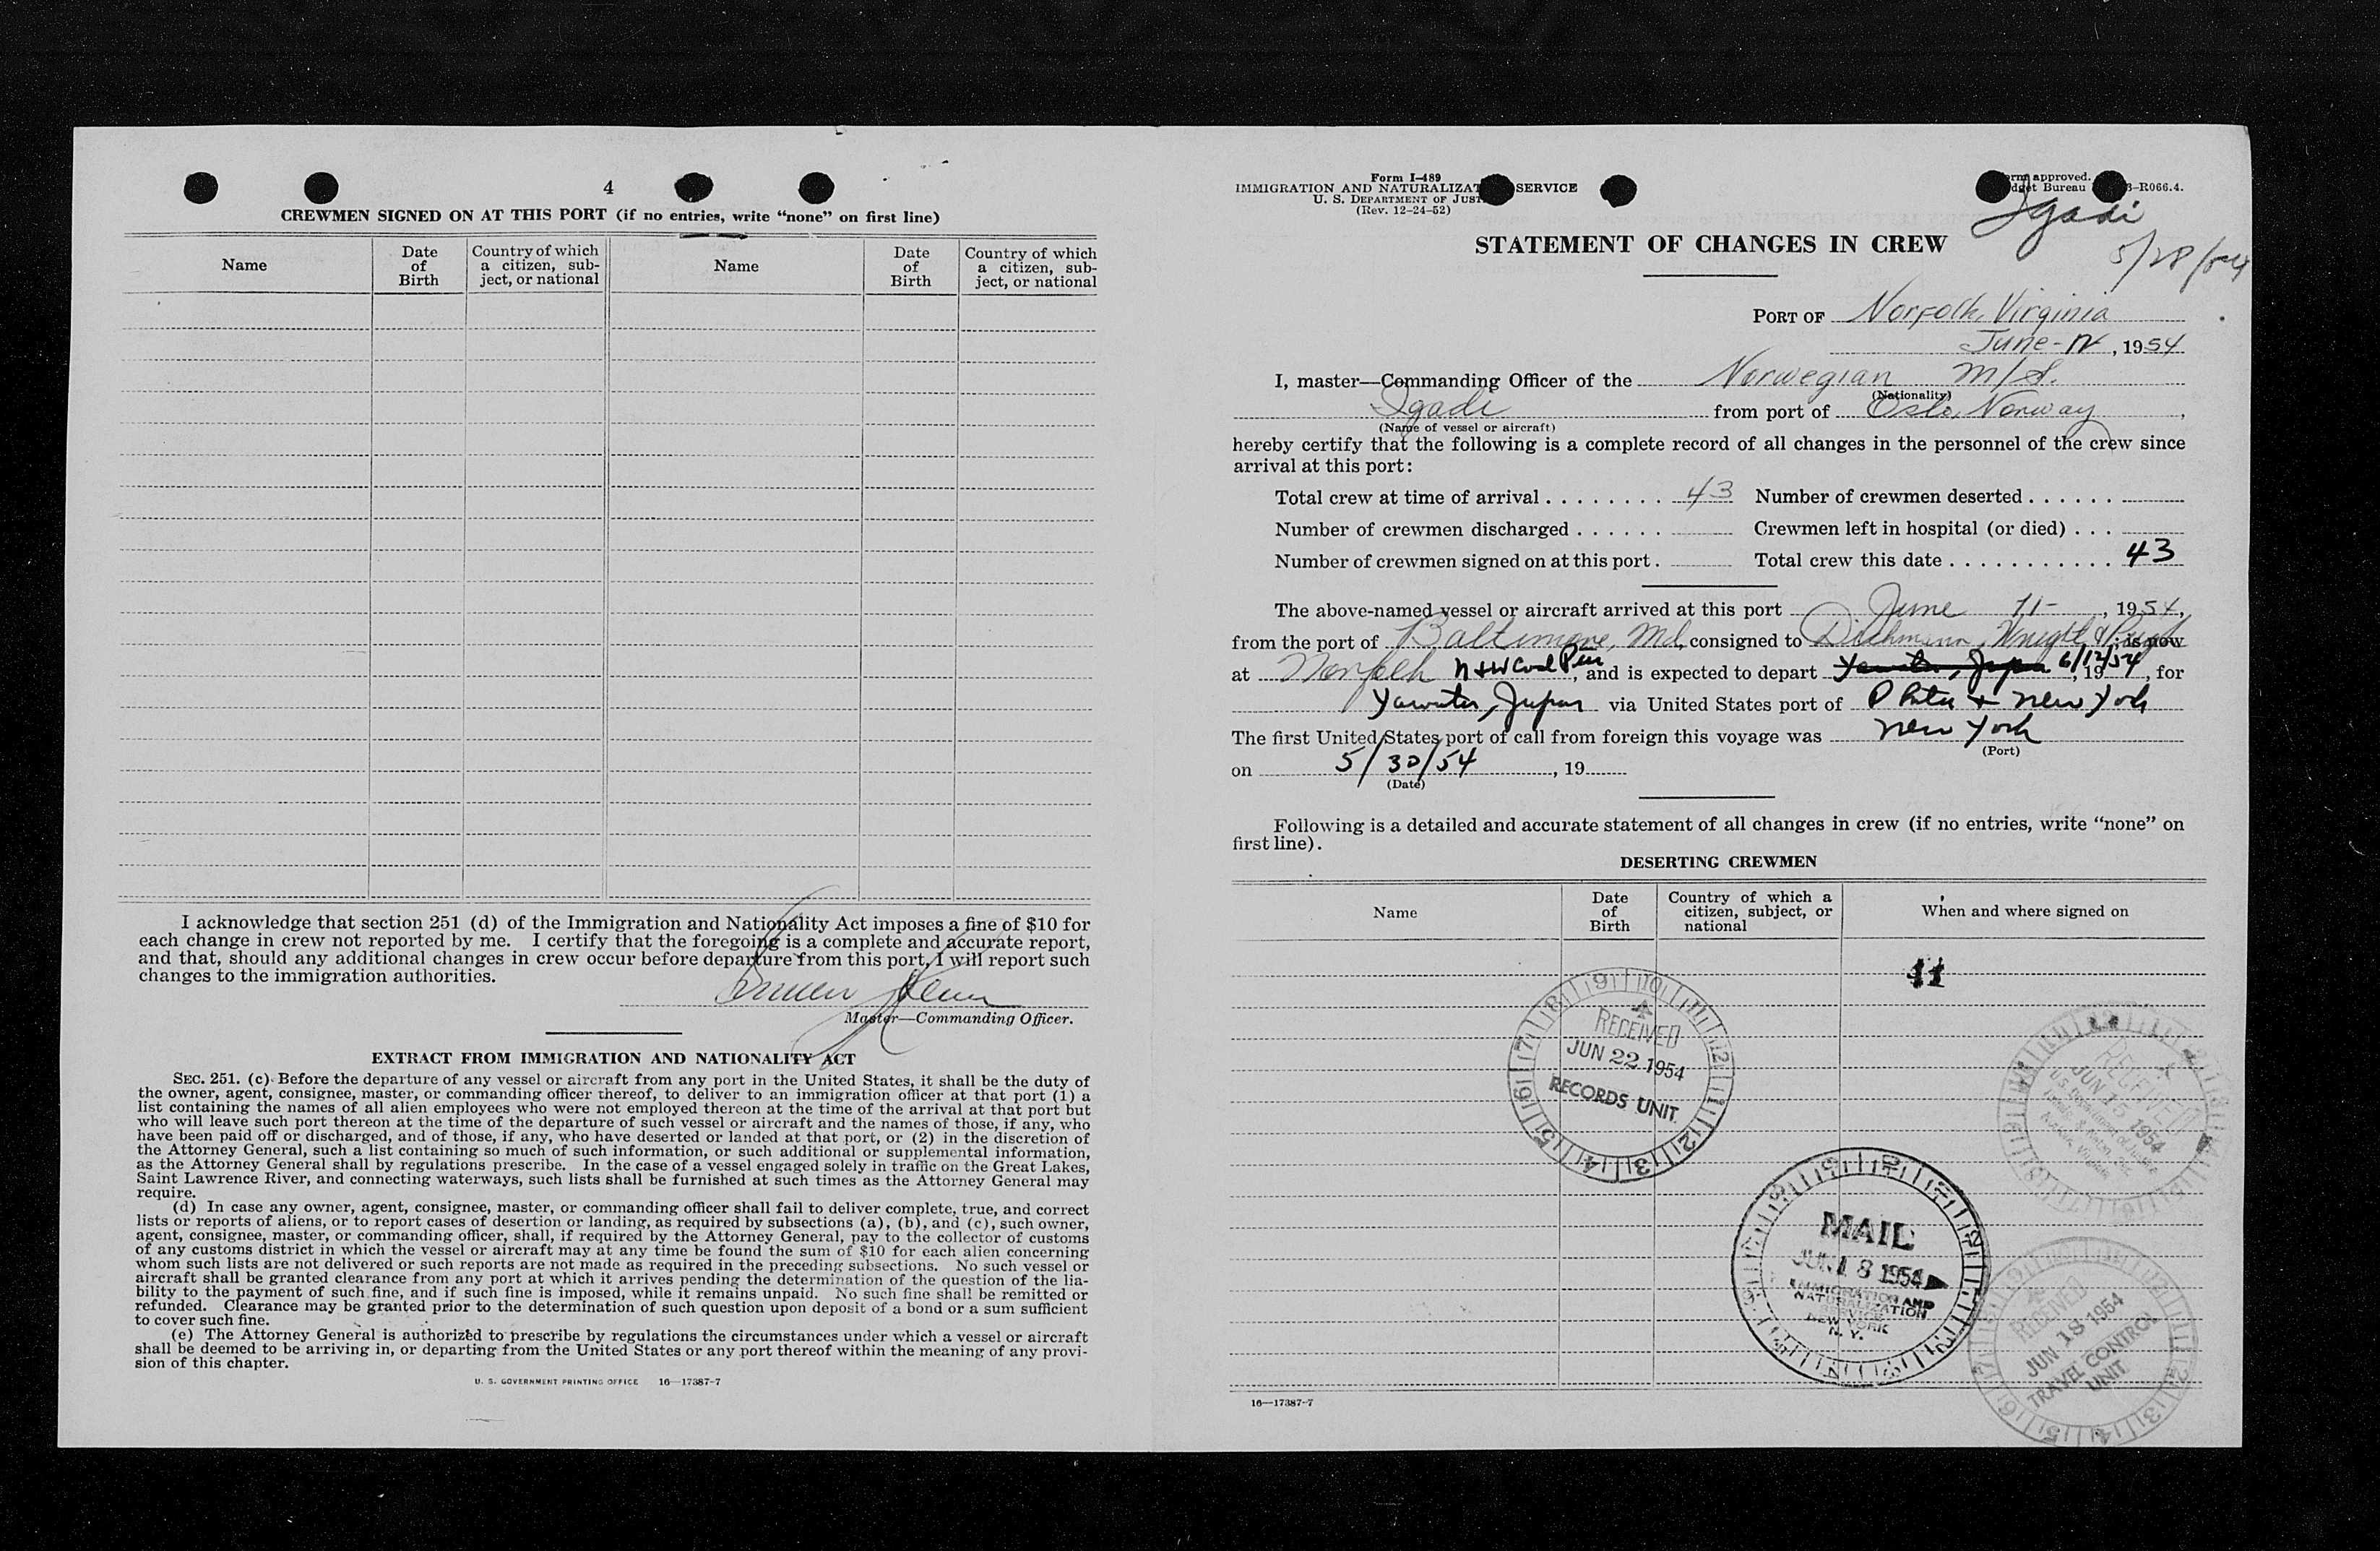 4
CREWMEN SIGNED ON AT THIS PORT (if no entries, write “none” on first line)
Name
Date of Birth
Country of which a citizen, sub-
ject, or national
Name
Date of Birth
Country of which a citizen, sub-
ject, or national
I acknowledge that section 251 (d) of the Immigration and Nationality Act imposes a fine of $10 for
each change in crew not reported by me. I certify that the foregoing is a complete and accurate report,
and that, should any additional changes in crew occur before departure from this port, I will report such
changes to the immigration authorities.
Master—Commanding Officer.
EXTRACT FROM IMMIGRATION AND NATIONALITY ACT
SEC. 251. (c) Before the departure of any vessel or aircraft from any port in the United States, it shall be the duty of
the owner, agent, consignee, master, or commanding officer thereof, to deliver to an immigration officer at that port (1) a
list containing the names of all alien employees who were not employed thereon at the time of the arrival at that port but
who will leave such port thereon at the time of the departure of such vessel or aircraft and the names of those, if any, who
have been paid off or discharged, and of those, if any, who have deserted or landed at that port, or (2) in the discretion of
the Attorney General, such a list containing so much of such information, or such additional or supplemental information,
as the Attorney General shall by regulations prescribe. In the case of a vessel engaged solely in traffic on the Great Lakes,
Saint Lawrence River, and connecting waterways, such lists shall be furnished at such times as the Attorney General may
require.
(d) In case any owner, agent, consignee, master, or commanding officer shall fail to deliver complete, true, and correct
lists or reports of aliens, or to report cases of desertion or landing, as required by subsections (a), (b), and (c), such owner,
agent, consignee, master, or commanding officer, shall, if required by the Attorney General, pay to the collector of customs
of any customs district in which the vessel or aircraft may at any time be found the sum of $10 for each alien concerning
whom such lists are not delivered or such reports are not made as required in the preceding subsections. No such vessel or
aircraft shall be granted clearance from any port at which it arrives pending the determination of the question of the lia-
bility to the payment of such fine, and if such fine is imposed, while it remains unpaid. No such fine shall be remitted or
refunded. Clearance may be granted prior to the determination of such question upon deposit of a bond or a sum sufficient
to cover such fine.
(e) The Attorney General is authorized to prescribe by regulations the circumstances under which a vessel or aircraft
shall be deemed to be arriving in, or departing from the United States or any port thereof within the meaning of any provi-
sion of this chapter.
U. S. GOVERNMENT PRINTING OFFICE 16—17387-7
Form I-489
IMMIGRATION AND NATURALIZAT SERVICE
U. S. DEPARTMENT OF JUST
(Rev. 12-24-52)
orm approved.
dget Bureau 3-R066.4.
Igadi
5/28/54
STATEMENT OF CHANGES IN CREW
PORT OF Norfolk, Virginia
June-12, 1954
I, master—Commanding Officer of the Norwegian M/S.
(Nationality)
Igadi from port of Oslo, Norway,
(Name of vessel or aircraft)
hereby certify that the following is a complete record of all changes in the personnel of the crew since
arrival at this port:
Total crew at time of arrival . . . . . . . . 43 Number of crewmen deserted . . . . . .
Number of crewmen discharged . . . . . . Crewmen left in hospital (or died) . . .
Number of crewmen signed on at this port . Total crew this date . . . . . . . . . . . 43
The above-named vessel or aircraft arrived at this port June 11-, 1954,
from the port of Baltimore, Md, consigned to Dichmann, Wright & Pugh; is now
at Norfolk N+W Coal Pier, and is expected to depart 6/12/54, 19 , for
Yawata, Japan via United States port of Phila + New York
The first United States port of call from foreign this voyage was New York
(Port)
on 5/30/54, 19
(Date)
Following is a detailed and accurate statement of all changes in crew (if no entries, write “none” on
first line).
DESERTING CREWMEN
Name
Date of Birth
Country of which a citizen, subject, or national
When and where signed on
11
RECEIVED
JUN 22 1954
RECORDS UNIT
RECEIVED
JUN 15 1954
MAIL
JUN 18 1954
IMMIGRATION AND
NATURALIZATION
SERVICE
NEW YORK
N. Y.
RECEIVED
JUN 18 1954
TRAVEL CONTROL
UNIT
16—17387-7